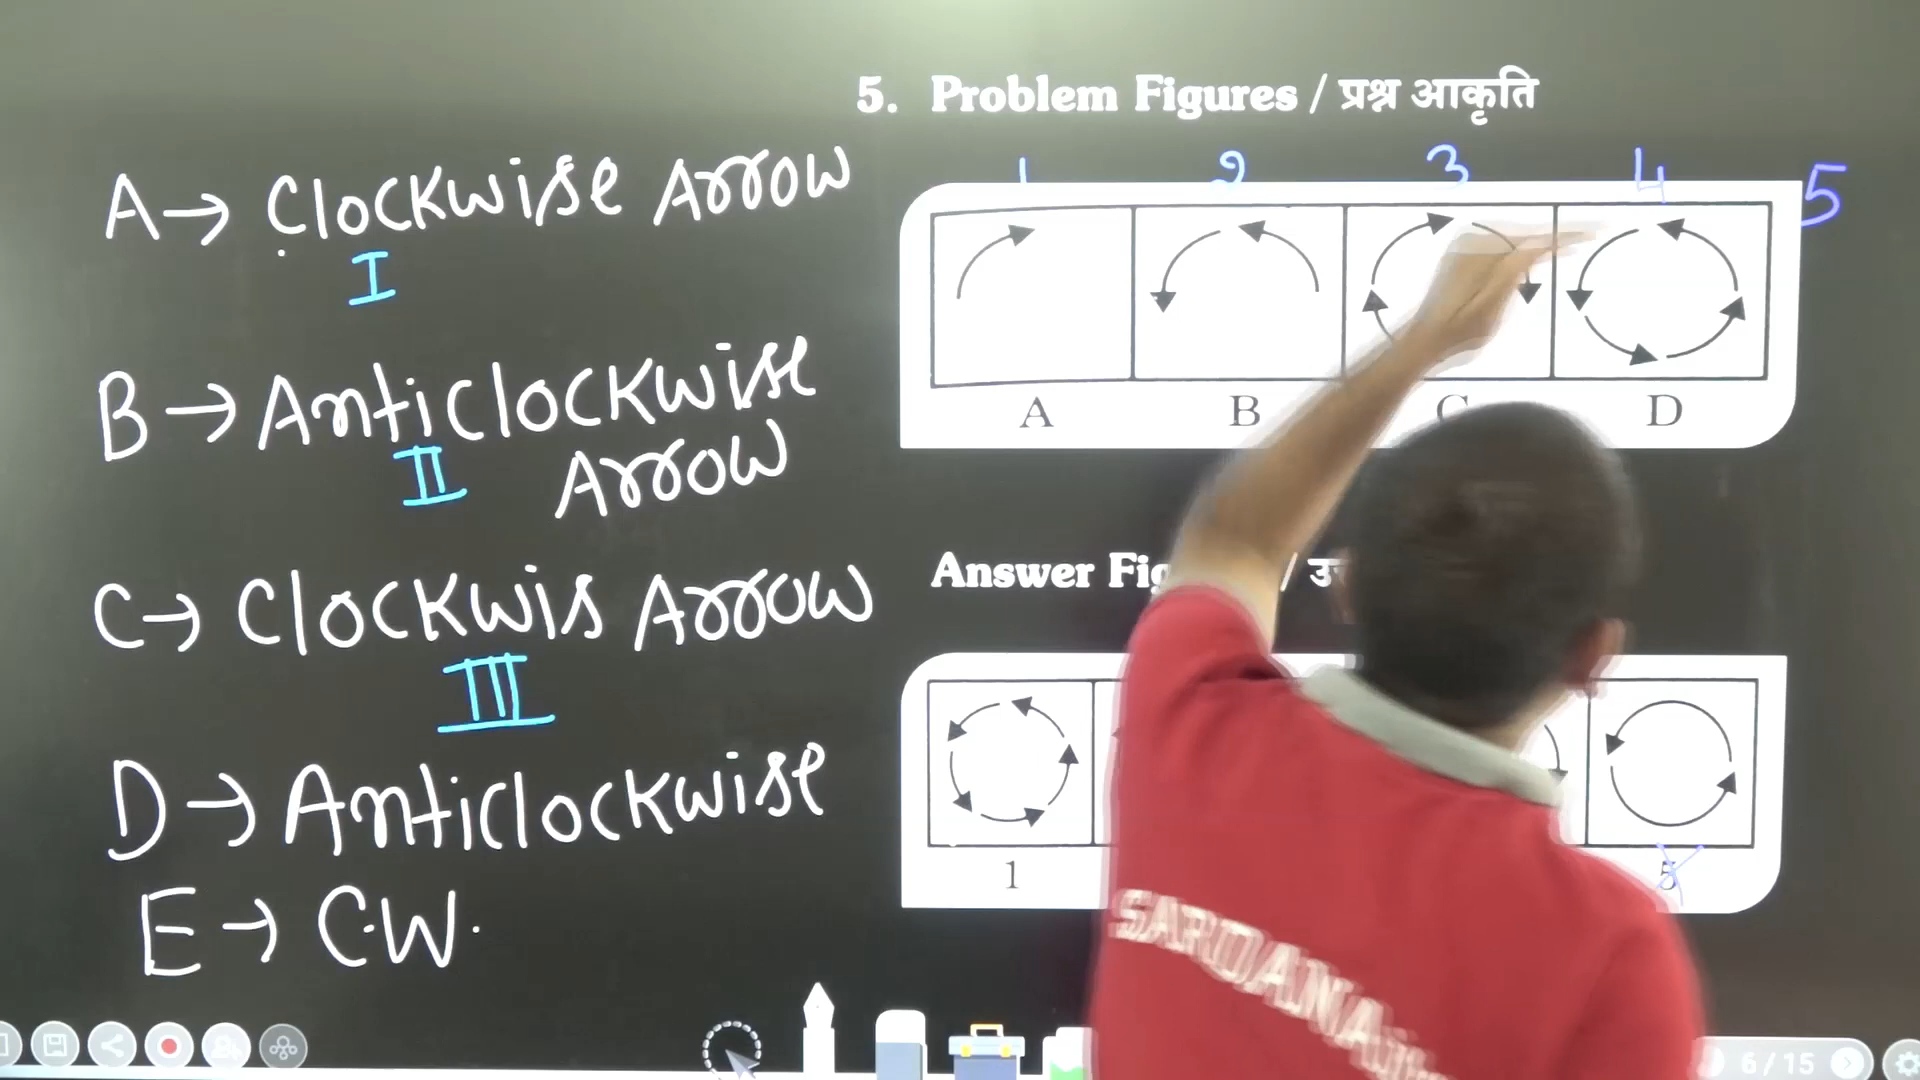 5. Problem Figures / प्रश्न आकृति
1 2 3 4 5
A B C D
A → Clockwise Arrow
I
B → Anticlockwise
II Arrow
C → Clockwis Arrow
III
D → Anticlockwise
E → C.W.
Answer
1 5
SARDANA
6 / 15